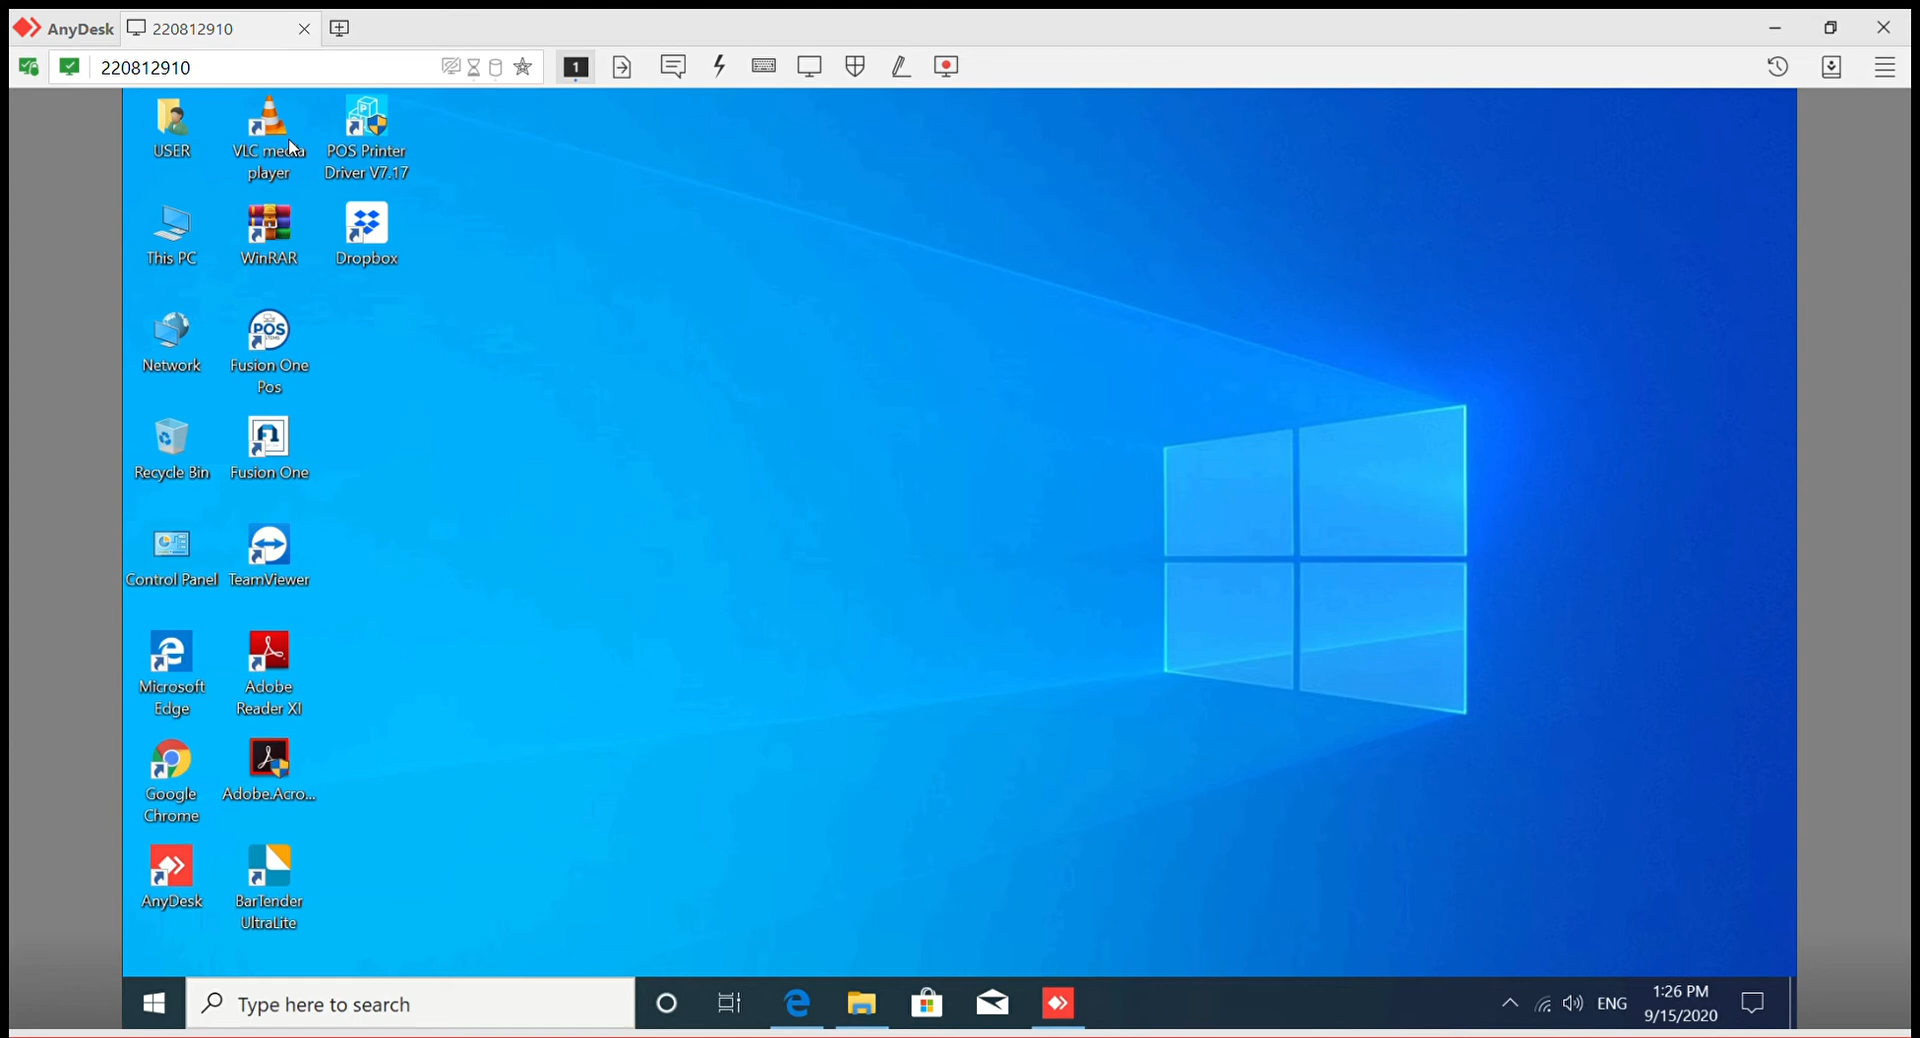 AnyDesk
220812910
220812910
1
USER
VLC media
player
POS Printer
Driver V7.17
This PC
WinRAR
Dropbox
Network
POS
Fusion One
Pos
Recycle Bin
Fusion One
Control Panel
TeamViewer
Microsoft
Edge
Adobe
Reader XI
Google
Chrome
Adobe.Acro...
AnyDesk
BarTender
UltraLite
Type here to search
ENG
1:26 PM
9/15/2020